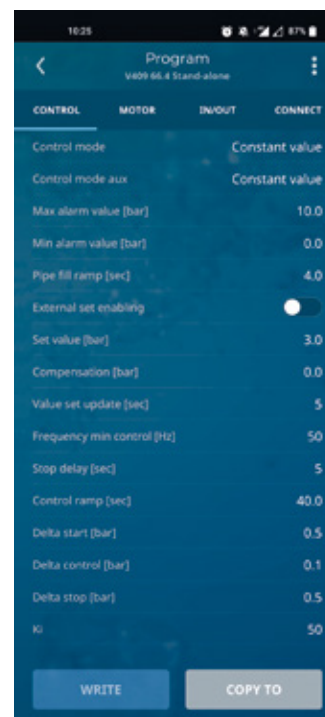 10:25 87%
Program
V409 66.4 Stand-alone
CONTROL MOTOR IN/OUT CONNECT
Control mode Constant value
Control mode aux Constant value
Max alarm value [bar] 10.0
Min alarm value [bar] 0.0
Pipe fill ramp [sec] 4.0
External set enabling
Set value [bar] 3.0
Compensation [bar] 0.0
Value set update [sec] 5
Frequency min control [Hz] 50
Stop delay [sec] 5
Control ramp [sec] 40.0
Delta start [bar] 0.5
Delta control [bar] 0.1
Delta stop [bar] 0.5
Ki 50
WRITE COPY TO